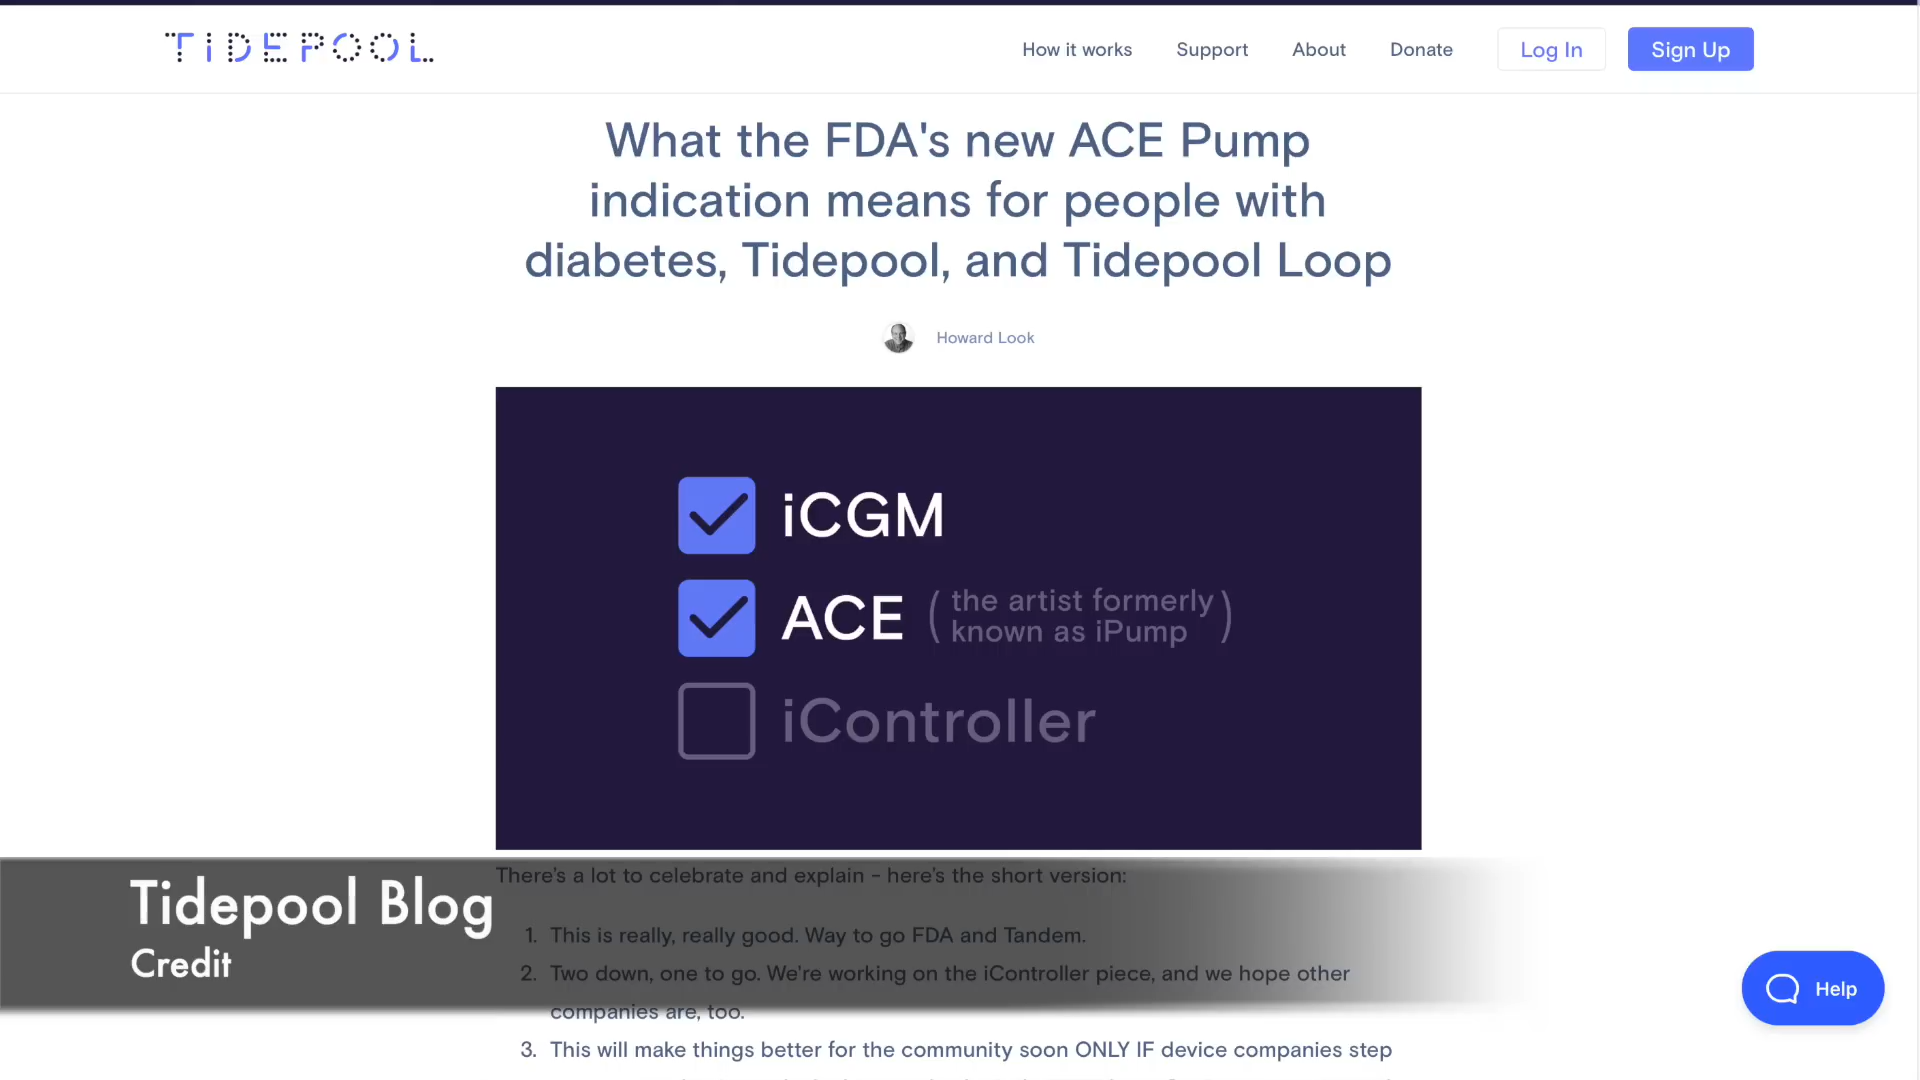 TIDEPOOL
How it works
Support
About
Donate
Log In
Sign Up
What the FDA's new ACE Pump
indication means for people with
diabetes, Tidepool, and Tidepool Loop
Howard Look
iCGM
ACE (the artist formerly
known as iPump)
iController
There's a lot to celebrate and explain - here's the short version:
1. This is really, really good. Way to go FDA and Tandem.
2. Two down, one to go. We're working on the iController piece, and we hope other
companies are, too.
3. This will make things better for the community soon ONLY IF device companies step
Tidepool Blog
Credit
Help